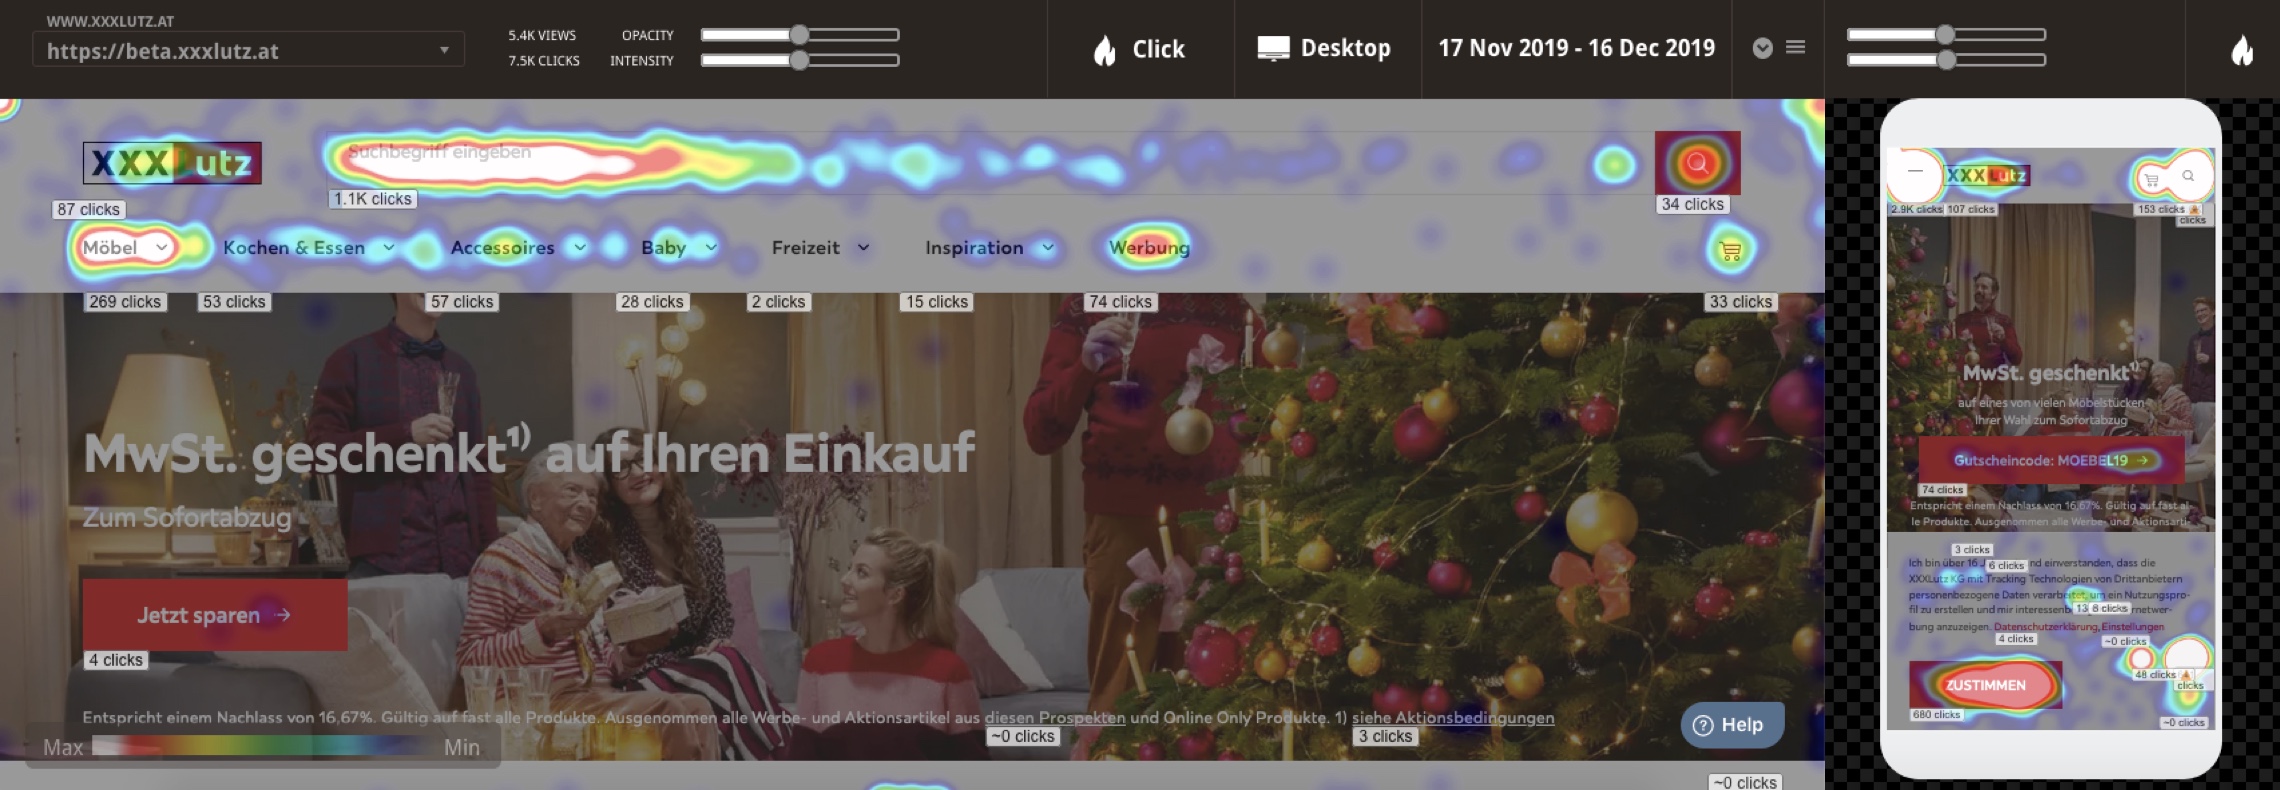 WWW.XXXLUTZ.AT
https://beta.xxxlutz.at
5.4K VIEWS
OPACITY
7.5K CLICKS
INTENSITY
Click
Desktop
17 Nov 2019 - 16 Dec 2019
XXXLutz
Suchbegriff eingeben
87 clicks
1.1K clicks
34 clicks
Möbel
Kochen & Essen
Accessoires
Baby
Freizeit
Inspiration
Werbung
269 clicks
53 clicks
57 clicks
28 clicks
2 clicks
15 clicks
74 clicks
33 clicks
MwSt. geschenkt¹⁾ auf Ihren Einkauf
Zum Sofortabzug
Jetzt sparen →
4 clicks
Entspricht einem Nachlass von 16,67%. Gültig auf fast alle Produkte. Ausgenommen alle Werbe- und Aktionsartikel aus diesen Prospekten und Online Only Produkte. 1) siehe Aktionsbedingungen
~0 clicks
3 clicks
Help
Max
Min
~0 clicks
XXXLutz
2.9K clicks
107 clicks
153 clicks
clicks
MwSt. geschenkt¹⁾
auf eines von vielen Möbelstücken
Ihrer Wahl zum Sofortabzug
Gutscheincode: MOEBEL19 →
74 clicks
Entspricht einem Nachlass von 16,67%. Gültig auf fast al-
le Produkte. Ausgenommen alle Werbe- und Aktionsarti-
3 clicks
Ich bin über 16 J
6 clicks
nd einverstanden, dass die
XXXLutz KG mit Tracking Technologien von Drittanbietern
personenbezogene Daten verarbeitet, um ein Nutzungspro-
fil zu erstellen und mir interessenb
13
8 clicks
rnetwer-
bung anzuzeigen. Datenschutzerklärung, Einstellungen
4 clicks
~0 clicks
48 clicks
clicks
ZUSTIMMEN
680 clicks
~0 clicks